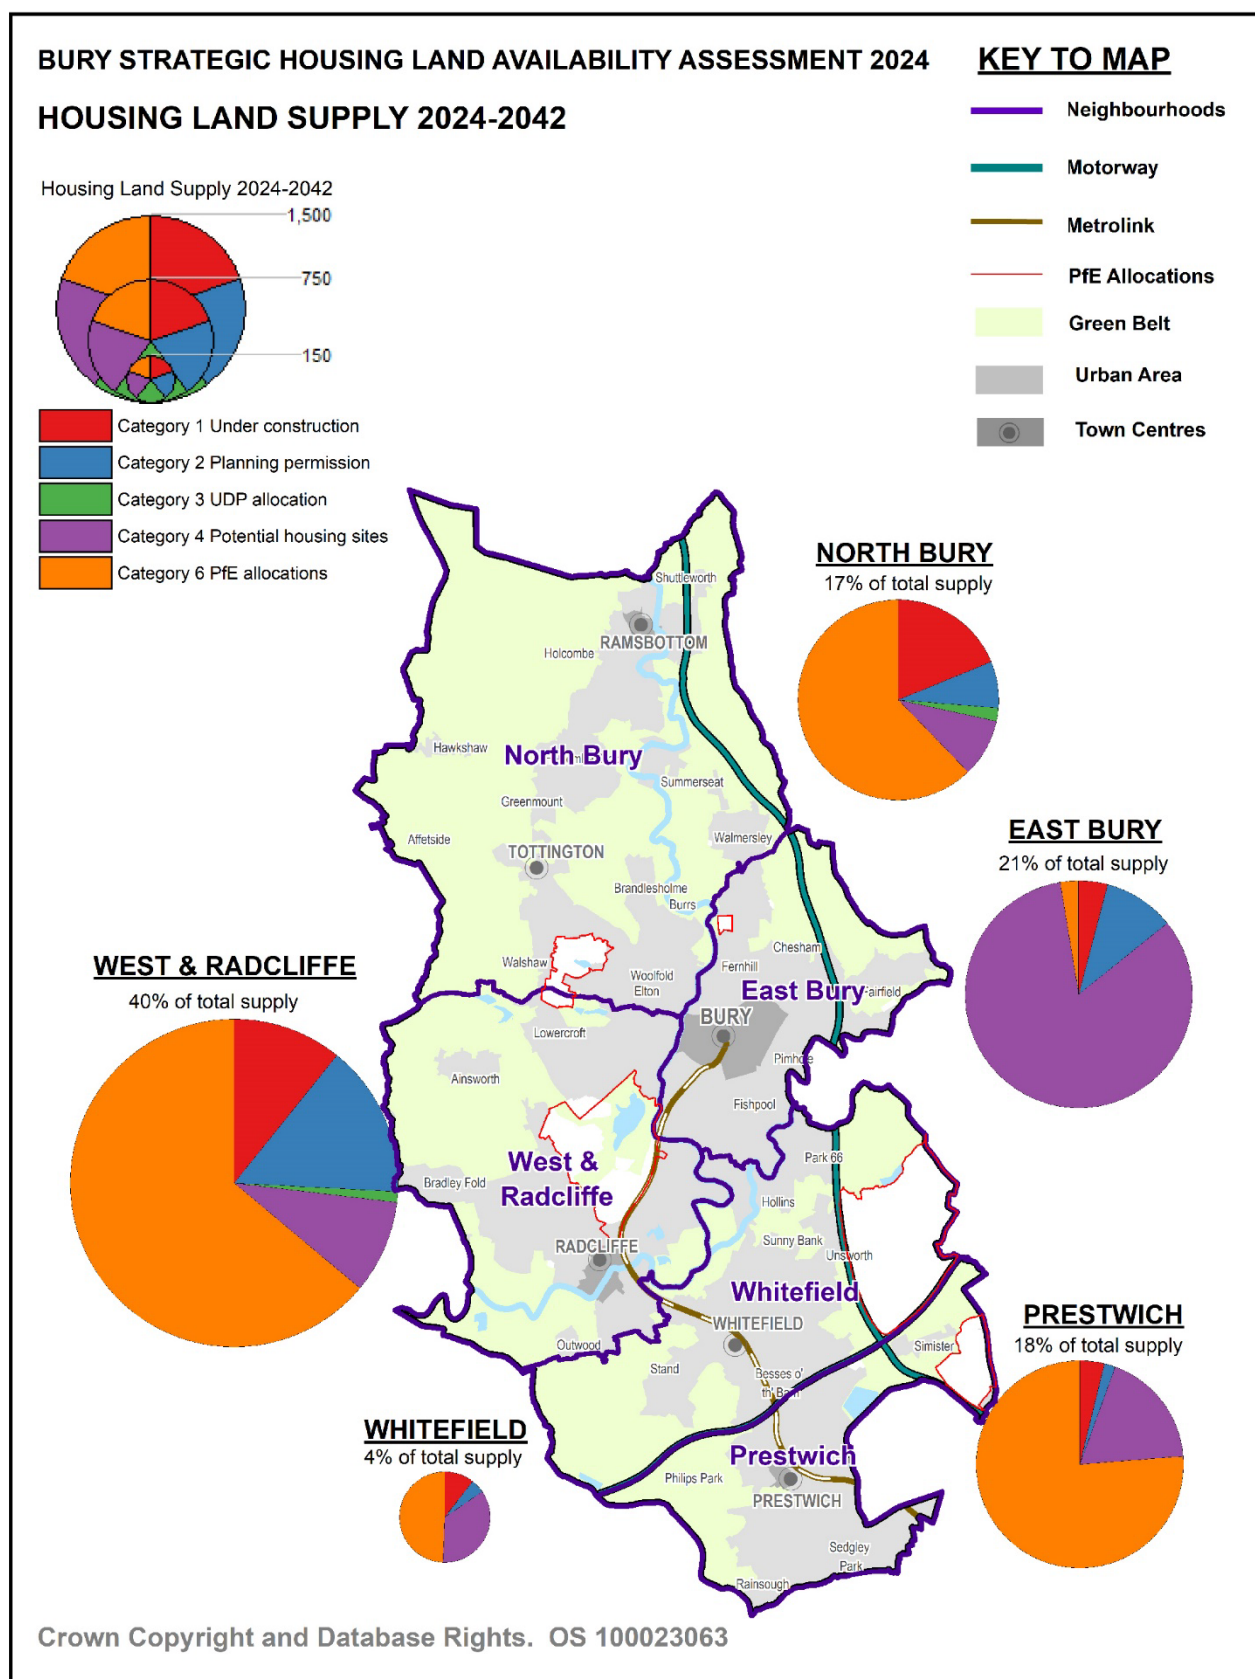 BURY STRATEGIC HOUSING LAND AVAILABILITY ASSESSMENT 2024
HOUSING LAND SUPPLY 2024-2042
Housing Land Supply 2024-2042
1,500
750
150
Category 1 Under construction
Category 2 Planning permission
Category 3 UDP allocation
Category 4 Potential housing sites
Category 6 PfE allocations
KEY TO MAP
Neighbourhoods
Motorway
Metrolink
PfE Allocations
Green Belt
Urban Area
Town Centres
NORTH BURY
17% of total supply
EAST BURY
21% of total supply
WEST & RADCLIFFE
40% of total supply
PRESTWICH
18% of total supply
WHITEFIELD
4% of total supply
Shuttleworth
RAMSBOTTOM
Holcombe
Hawkshaw
North Bury
Summerseat
Greenmount
Affetside
Walmersley
TOTTINGTON
Brandlesholme
Burrs
Chesham
Walshaw
Woolfold
Elton
Fernhill
East Bury
Fairfield
Lowercroft
BURY
Pimhole
Ainsworth
Fishpool
West &
Radcliffe
Park 66
Bradley Fold
Hollins
Sunny Bank
Unsworth
RADCLIFFE
Whitefield
WHITEFIELD
Simister
Outwood
Stand
Besses o'
th' Barn
Prestwich
Philips Park
PRESTWICH
Sedgley
Park
Rainsough
Crown Copyright and Database Rights. OS 100023063